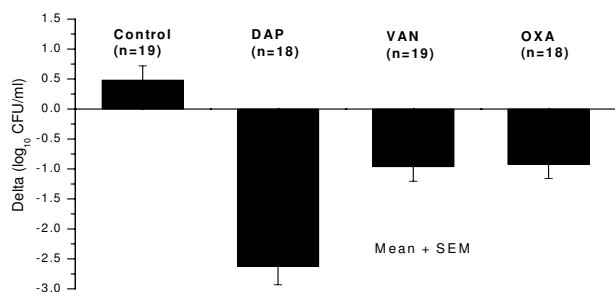 Control DAP VAN OXA
(n=19) (n=18) (n=19) (n=18)
Delta (log10 CFU/ml)
1.5
1.0
0.5
0.0
-0.5
-1.0
-1.5
-2.0
-2.5
-3.0
Mean + SEM